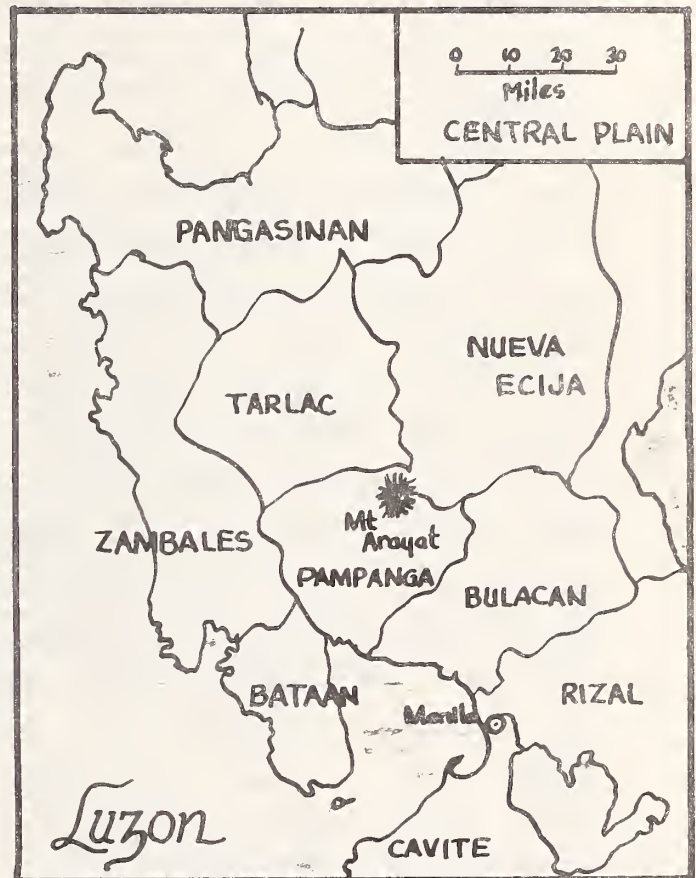 0 10 20 30
Miles
CENTRAL PLAIN
PANGASINAN
NUEVA
ECIJA
TARLAC
Mt
Arayat
ZAMBALES
PAMPANGA
BULACAN
BATAAN
Manila
RIZAL
Luzon
CAVITE